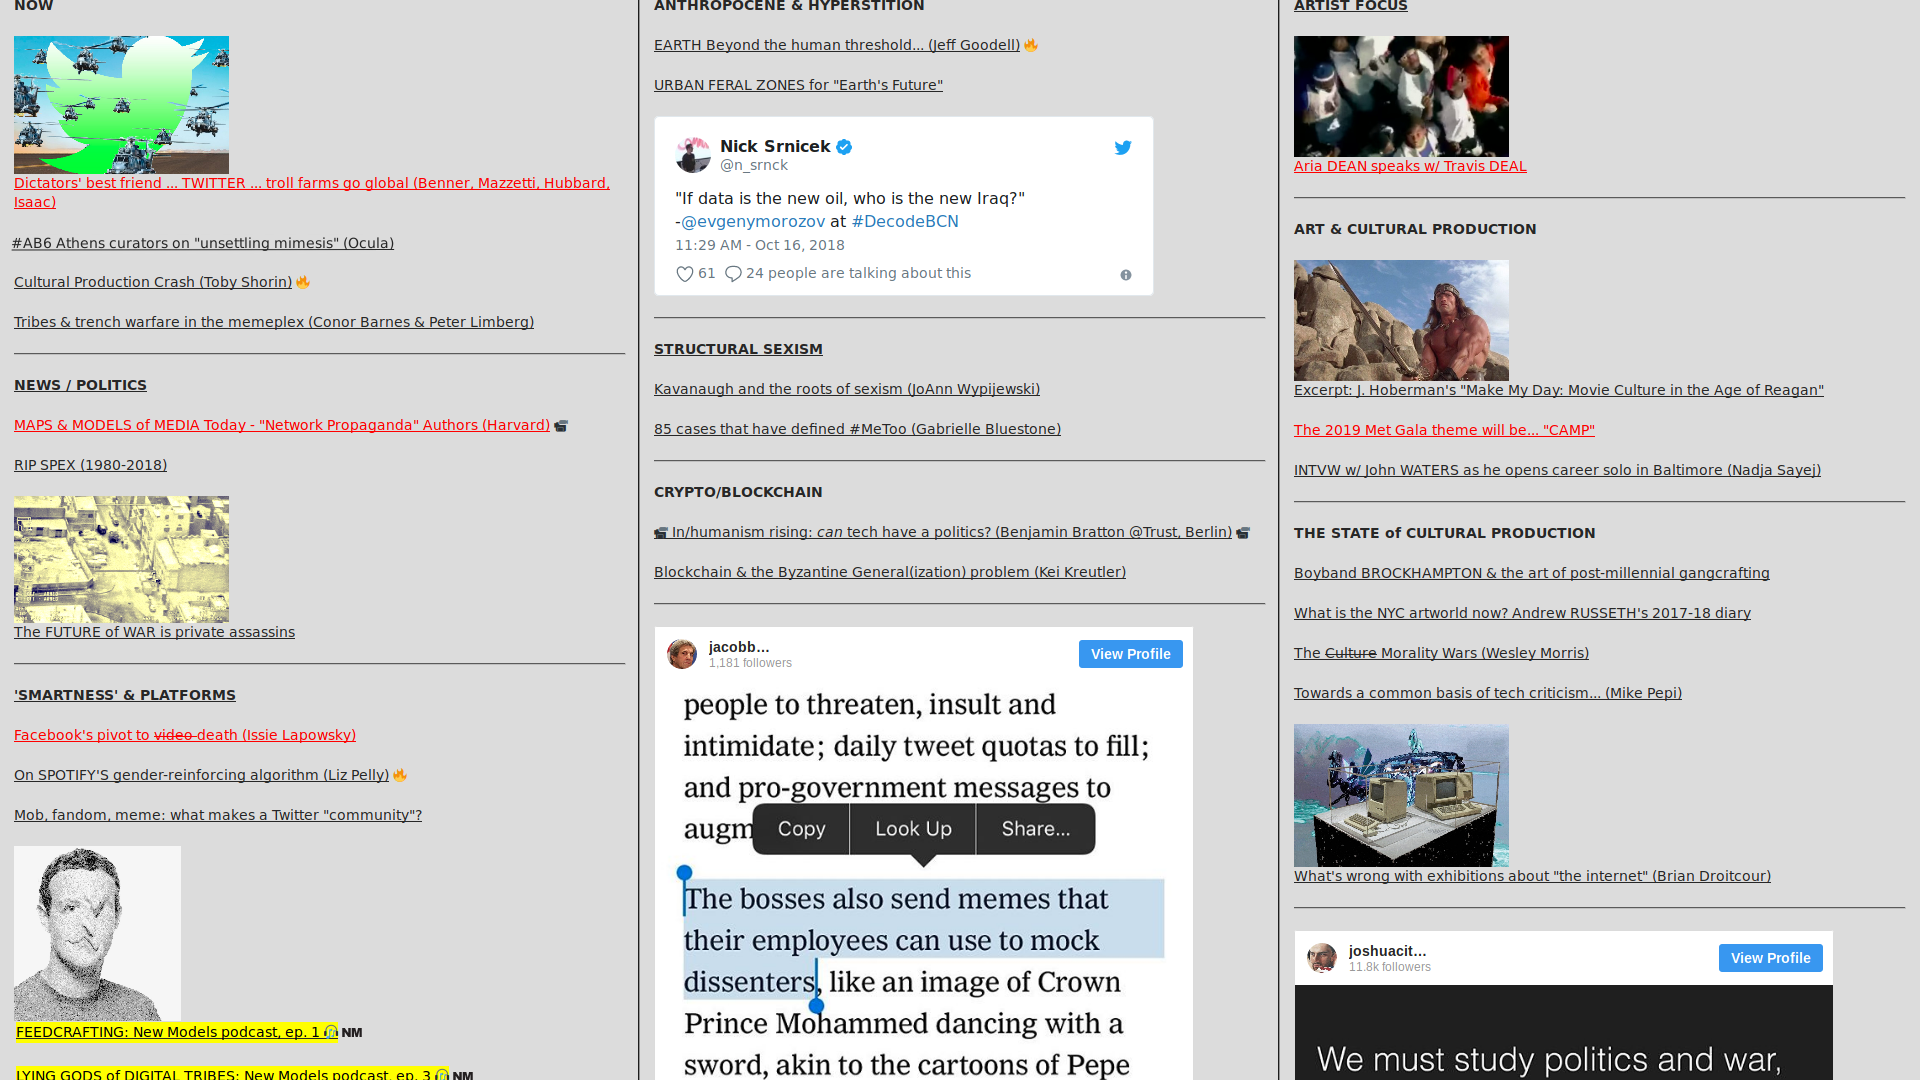 NOW
Dictators' best friend ... TWITTER ... troll farms go global (Benner, Mazzetti, Hubbard,
Isaac)
#AB6 Athens curators on "unsettling mimesis" (Ocula)
Cultural Production Crash (Toby Shorin)
Tribes & trench warfare in the memeplex (Conor Barnes & Peter Limberg)
NEWS / POLITICS
MAPS & MODELS of MEDIA Today - "Network Propaganda" Authors (Harvard)
RIP SPEX (1980-2018)
The FUTURE of WAR is private assassins
'SMARTNESS' & PLATFORMS
Facebook's pivot to video death (Issie Lapowsky)
On SPOTIFY'S gender-reinforcing algorithm (Liz Pelly)
Mob, fandom, meme: what makes a Twitter "community"?
FEEDCRAFTING: New Models podcast, ep. 1 NM
LYING GODS of DIGITAL TRIBES: New Models podcast, ep. 3 NM
ANTHROPOCENE & HYPERSTITION
EARTH Beyond the human threshold... (Jeff Goodell)
URBAN FERAL ZONES for "Earth's Future"
Nick Srnicek
@n_srnck
"If data is the new oil, who is the new Iraq?"
-@evgenymorozov at #DecodeBCN
11:29 AM - Oct 16, 2018
61 24 people are talking about this
STRUCTURAL SEXISM
Kavanaugh and the roots of sexism (JoAnn Wypijewski)
85 cases that have defined #MeToo (Gabrielle Bluestone)
CRYPTO/BLOCKCHAIN
In/humanism rising: can tech have a politics? (Benjamin Bratton @Trust, Berlin)
Blockchain & the Byzantine General(ization) problem (Kei Kreutler)
jacobb...
1,181 followers
View Profile
people to threaten, insult and
intimidate; daily tweet quotas to fill;
and pro-government messages to
augm
Copy Look Up Share...
The bosses also send memes that
their employees can use to mock
dissenters, like an image of Crown
Prince Mohammed dancing with a
sword, akin to the cartoons of Pepe
ARTIST FOCUS
Aria DEAN speaks w/ Travis DEAL
ART & CULTURAL PRODUCTION
Excerpt: J. Hoberman's "Make My Day: Movie Culture in the Age of Reagan"
The 2019 Met Gala theme will be... "CAMP"
INTVW w/ John WATERS as he opens career solo in Baltimore (Nadja Sayej)
THE STATE of CULTURAL PRODUCTION
Boyband BROCKHAMPTON & the art of post-millennial gangcrafting
What is the NYC artworld now? Andrew RUSSETH's 2017-18 diary
The Culture Morality Wars (Wesley Morris)
Towards a common basis of tech criticism... (Mike Pepi)
What's wrong with exhibitions about "the internet" (Brian Droitcour)
joshuacit...
11.8k followers
View Profile
We must study politics and war,